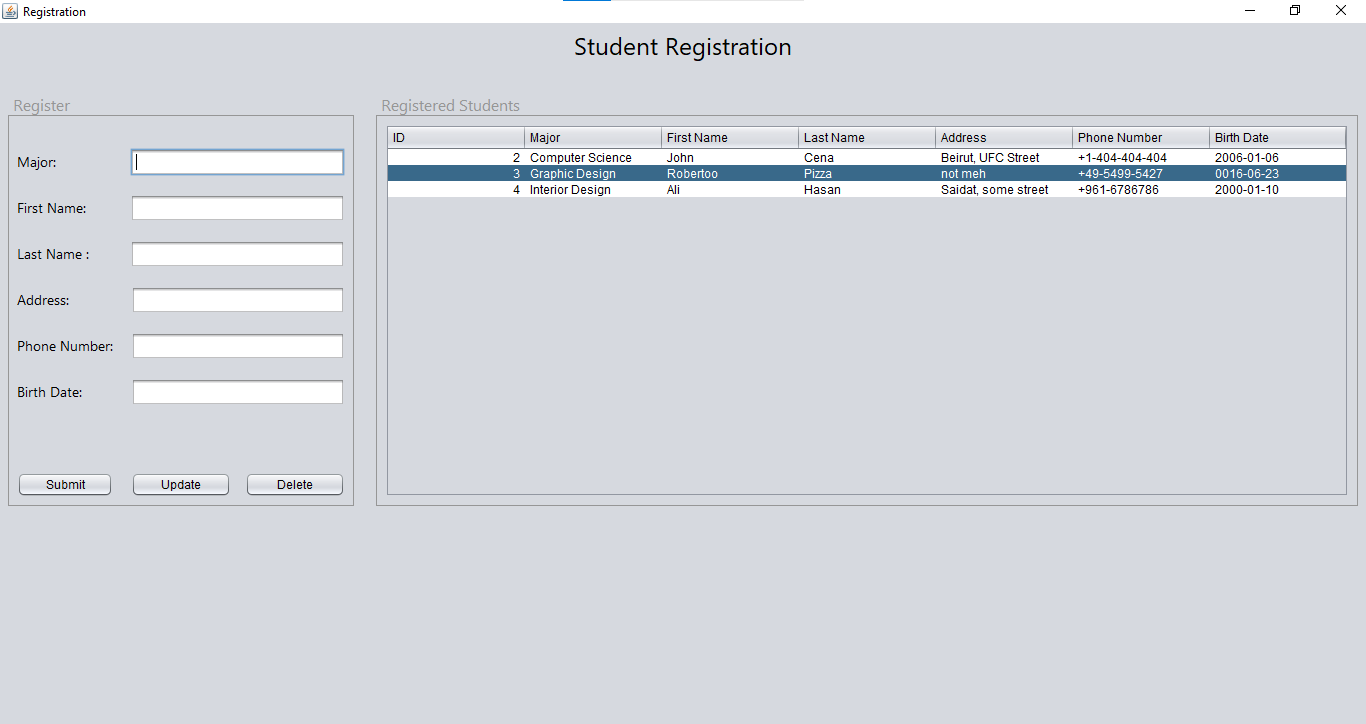 Registration
Student Registration
Register
Major:
First Name:
Last Name :
Address:
Phone Number:
Birth Date:
Submit Update Delete
Registered Students
ID Major First Name Last Name Address Phone Number Birth Date
2 Computer Science John Cena Beirut, UFC Street +1-404-404-404 2006-01-06
3 Graphic Design Robertoo Pizza not meh +49-5499-5427 0016-06-23
4 Interior Design Ali Hasan Saidat, some street +961-6786786 2000-01-10